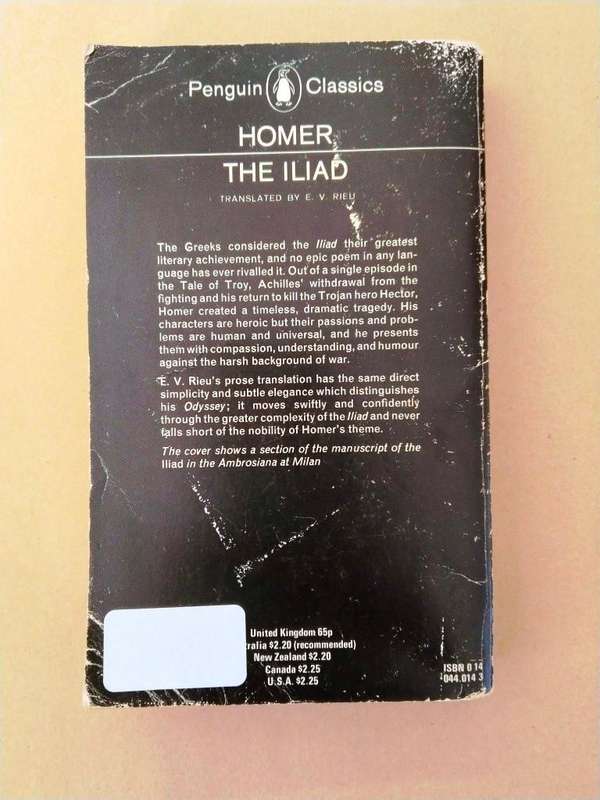 Penguin Classics
HOMER
THE ILIAD
TRANSLATED BY E. V. RIEU
The Greeks considered the Iliad their greatest
literary achievement, and no epic poem in any lan-
guage has ever rivalled it. Out of a single episode in
the Tale of Troy, Achilles' withdrawal from the
fighting and his return to kill the Trojan hero Hector,
Homer created a timeless, dramatic tragedy. His
characters are heroic but their passions and prob-
lems are human and universal, and he presents
them with compassion, understanding, and humour
against the harsh background of war.
E. V. Rieu's prose translation has the same direct
simplicity and subtle elegance which distinguishes
his Odyssey; it moves swiftly and confidently
through the greater complexity of the Iliad and never
falls short of the nobility of Homer's theme.
The cover shows a section of the manuscript of the
Iliad in the Ambrosiana at Milan
United Kingdom 65p
tralia $2.20 (recommended)
New Zealand $2.20
Canada $2.25
U.S.A. $2.25
ISBN 0 14
044.014 3